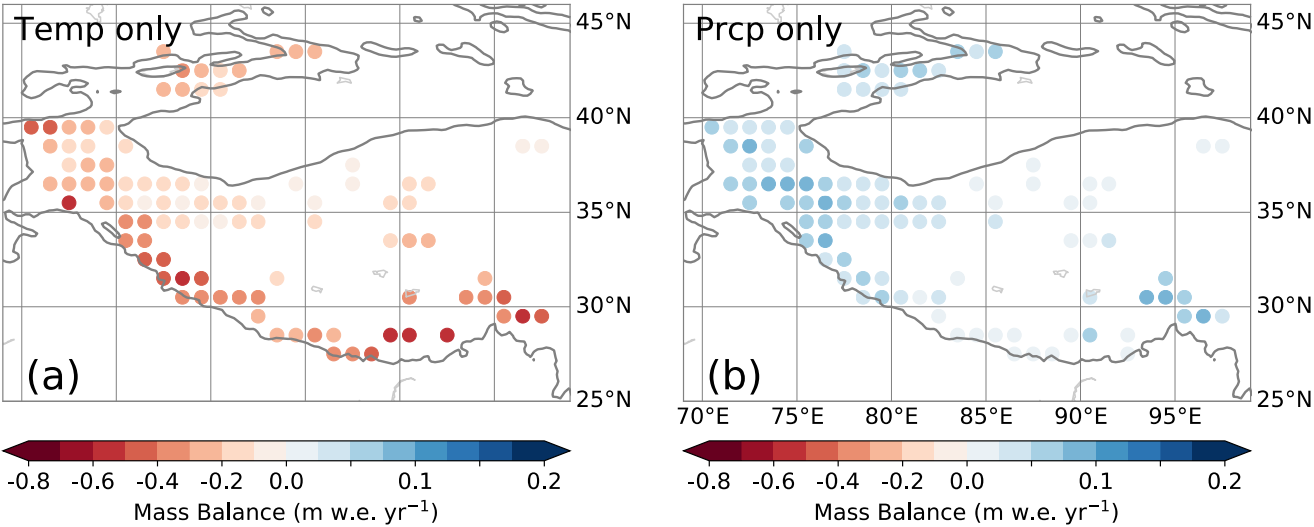 Temp only
(a)
45°N
40°N
35°N
30°N
25°N
-0.8 -0.6 -0.4 -0.2 0.0 0.1 0.2
Mass Balance (m w.e. yr⁻¹)
Prcp only
(b)
45°N
40°N
35°N
30°N
25°N
70°E 75°E 80°E 85°E 90°E 95°E
-0.8 -0.6 -0.4 -0.2 0.0 0.1 0.2
Mass Balance (m w.e. yr⁻¹)